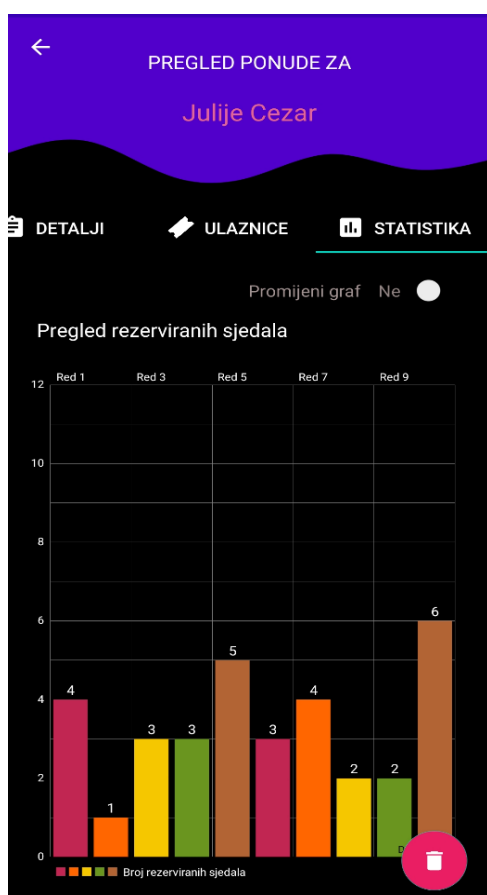 PREGLED PONUDE ZA
Julije Cezar
DETALJI ULAZNICE STATISTIKA
Promijeni graf Ne
Pregled rezerviranih sjedala
Red 1 Red 3 Red 5 Red 7 Red 9
12
10
8
6
4
2
0
4 1 3 3 5 3 4 2 2 6
D
Broj rezerviranih sjedala